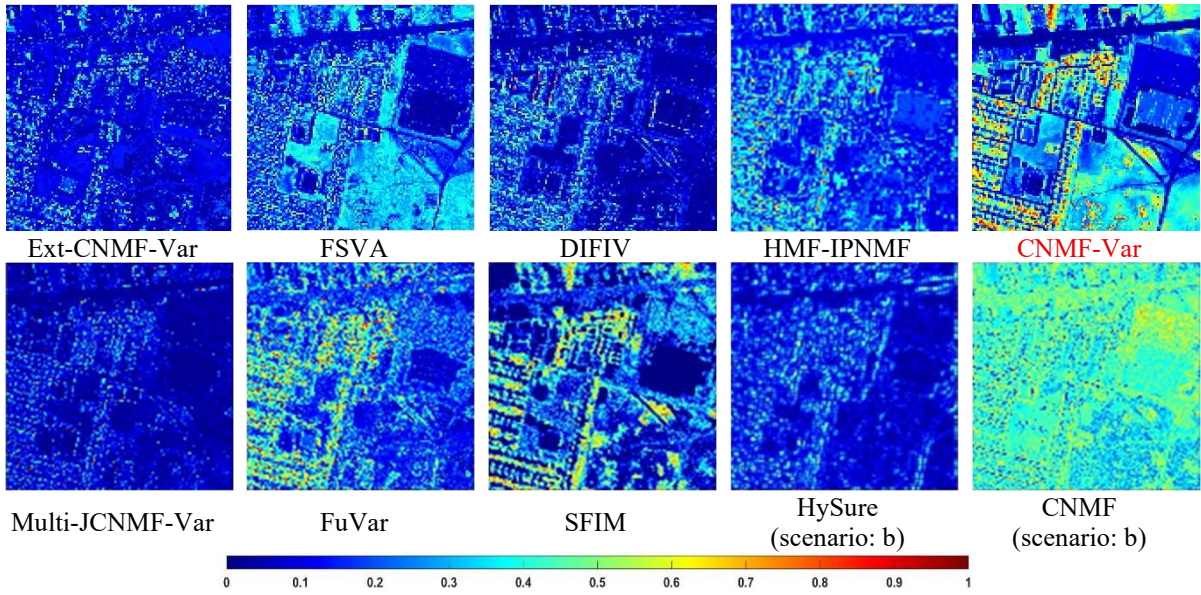 Ext-CNMF-Var FSVA DIFIV HMF-IPNMF CNMF-Var
Multi-JCNMF-Var FuVar SFIM HySure CNMF
(scenario: b) (scenario: b)
0 0.1 0.2 0.3 0.4 0.5 0.6 0.7 0.8 0.9 1